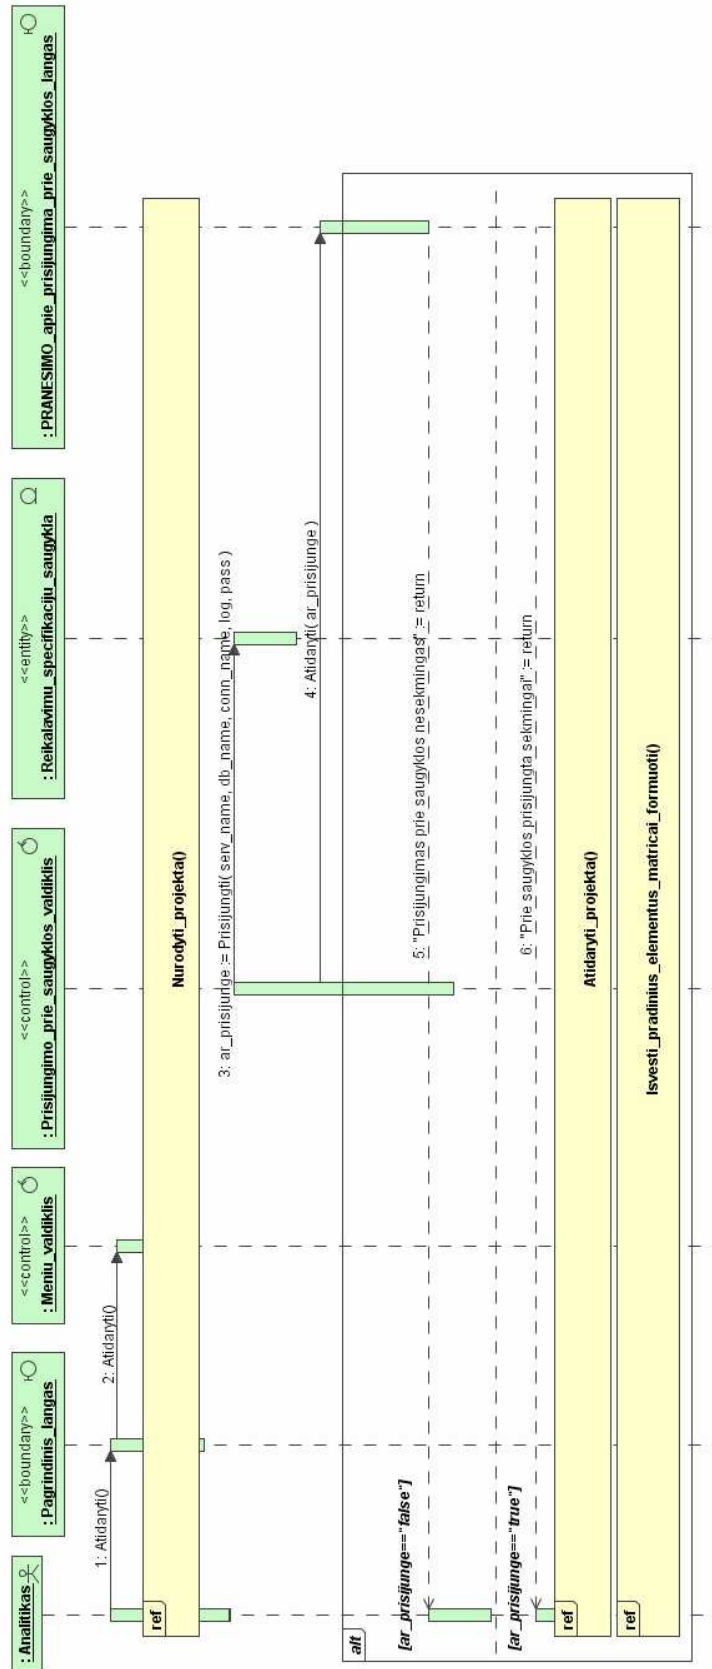 : Analitikas
<<boundary>>
: Pagrindinis_langas
<<control>>
: Meniu_valdiklis
<<control>>
: Prisijungimo_prie_saugyklos_valdiklis
<<entity>>
: Reikalavimu_specifikaciju_saugykla
<<boundary>>
: PRANESIMO_apie_prisijungima_prie_saugyklos_langas
1: Atidaryti()
2: Atidaryti()
ref
Nurodyti_projekta()
3: ar_prisijunge := Prisijungti( serv_name, db_name, conn_name, log, pass )
4: Atidaryti( ar_prisijunge )
alt
[ar_prisijunge=="false"]
5: "Prisijungimas prie saugyklos nesekmingas" := return
[ar_prisijunge=="true"]
6: "Prie saugyklos prisijungta sekmingai" := return
ref
Atidaryti_projekta()
ref
Isvesti_pradinius_elementus_matricai_formuoti()